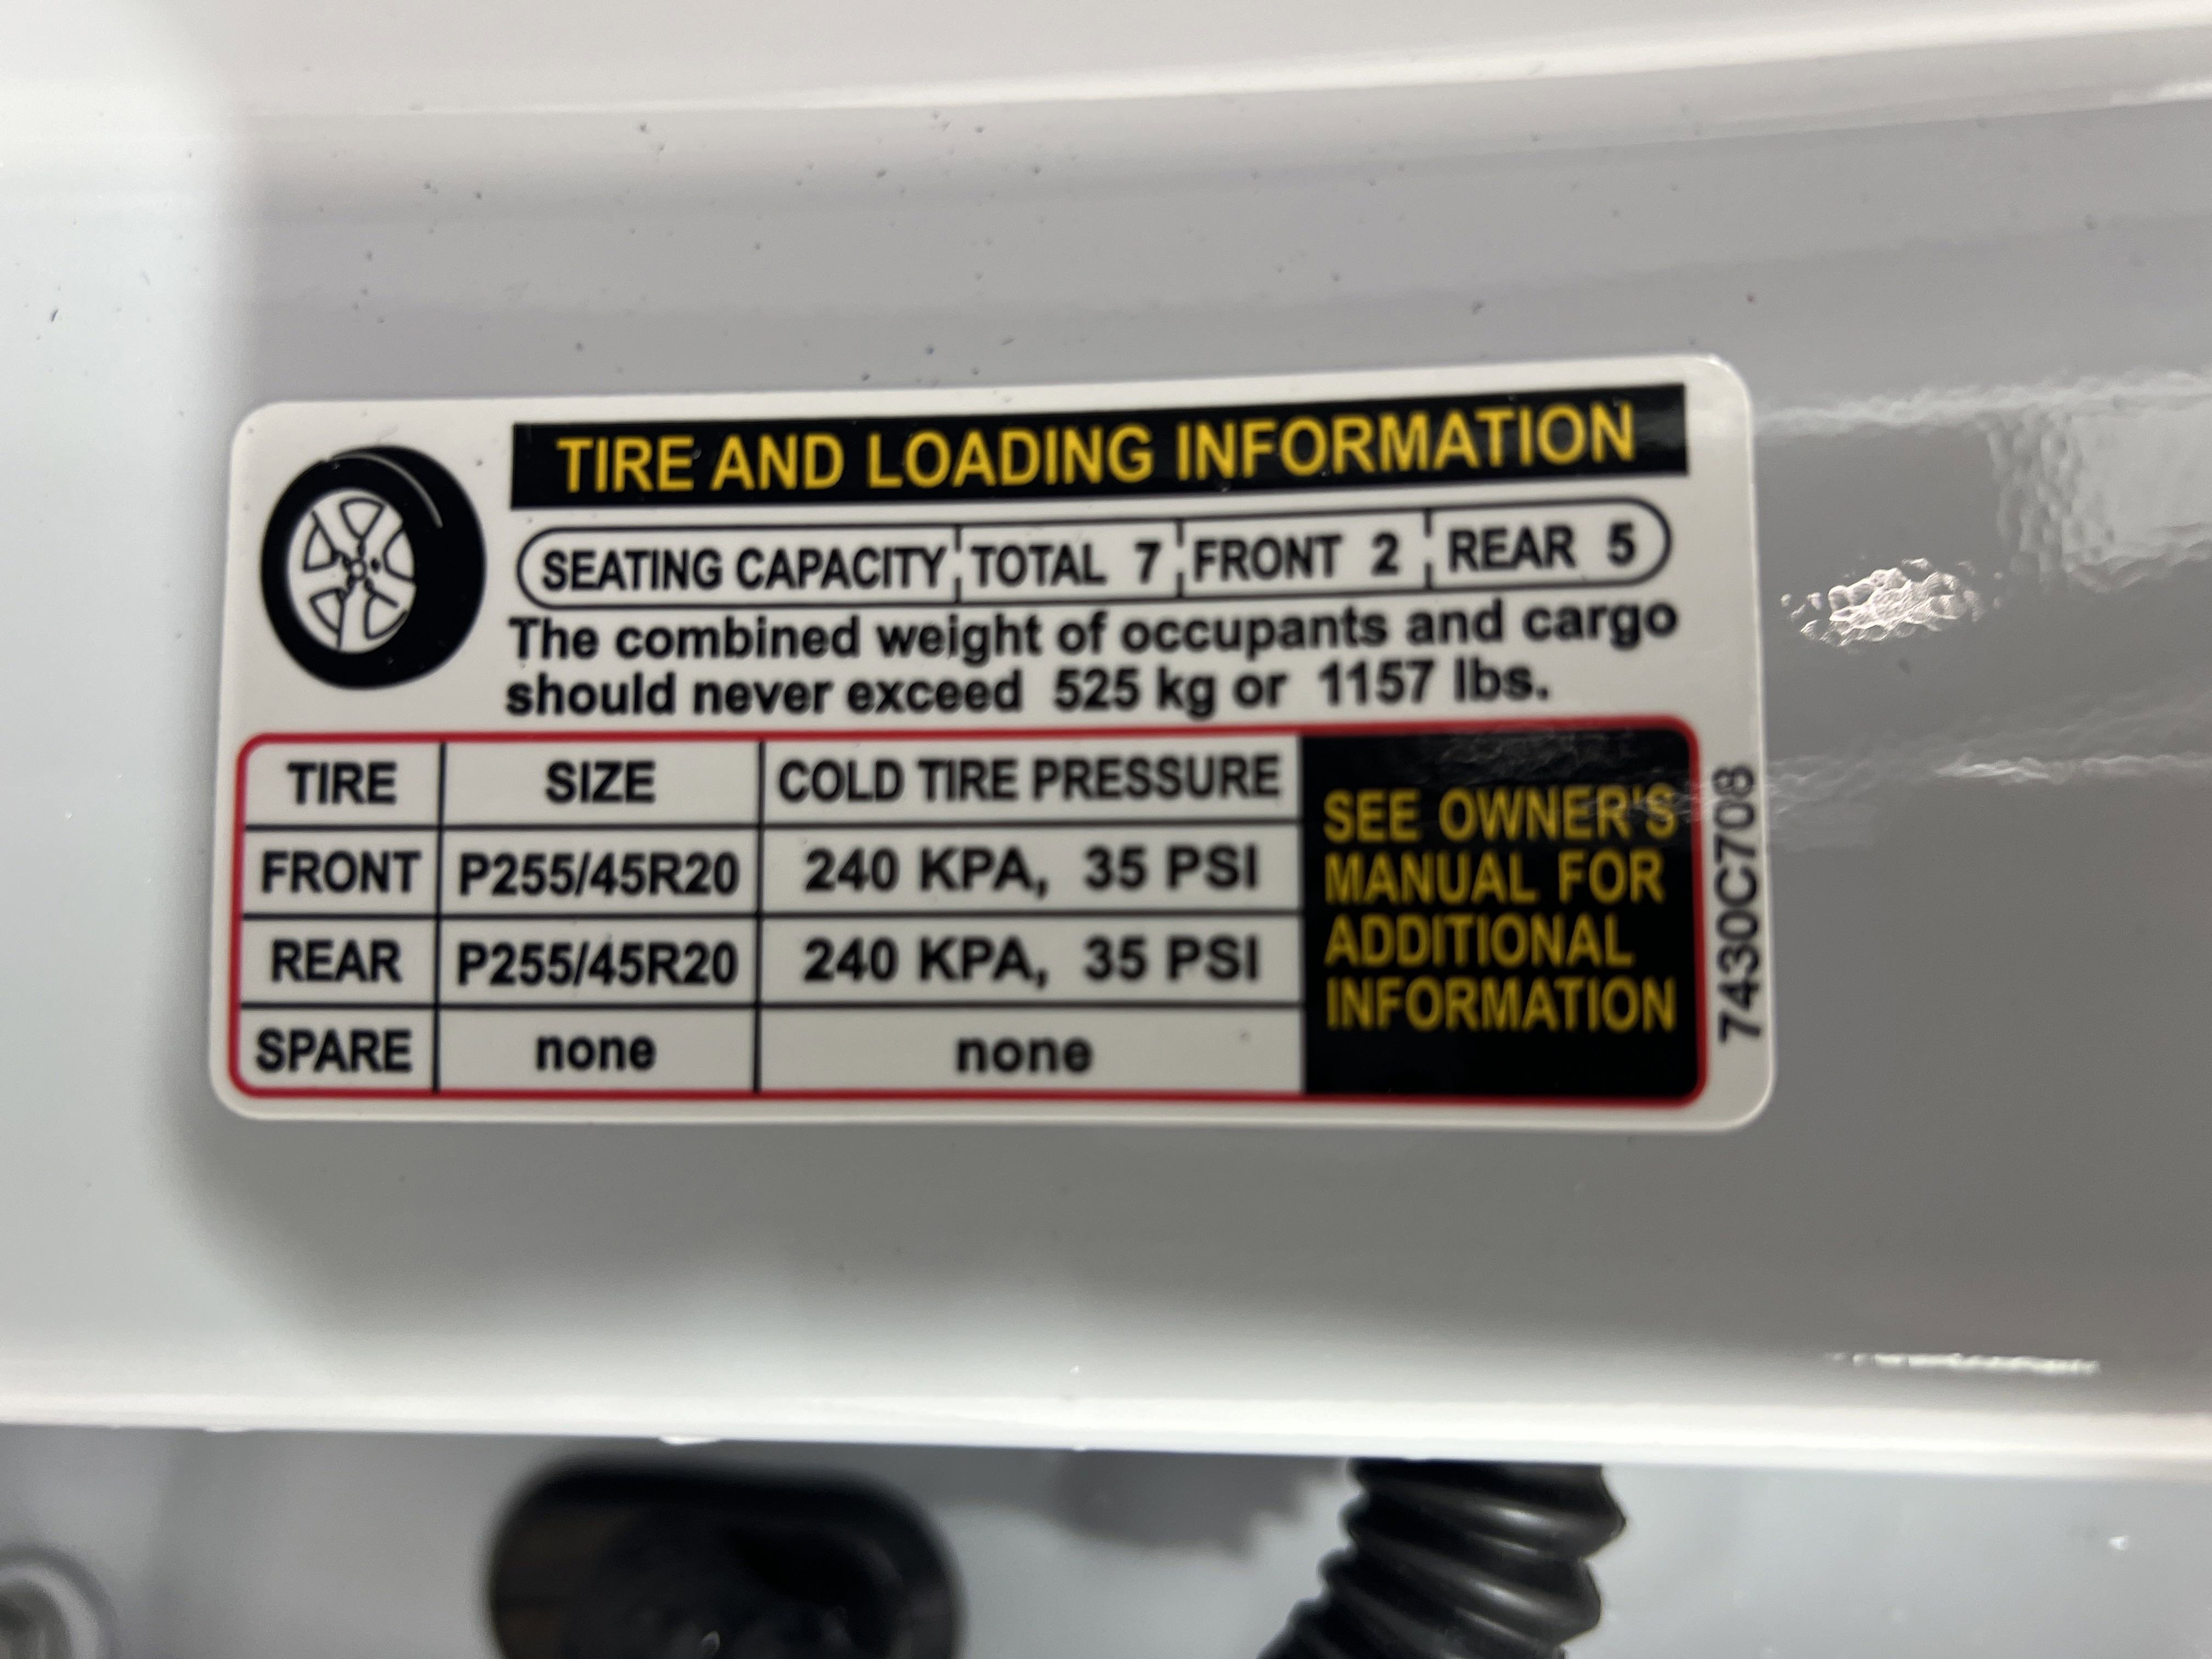 TIRE AND LOADING INFORMATION
SEATING CAPACITY TOTAL 7 FRONT 2 REAR 5
The combined weight of occupants and cargo
should never exceed 525 kg or 1157 lbs.
TIRE SIZE COLD TIRE PRESSURE
FRONT P255/45R20 240 KPA, 35 PSI
REAR P255/45R20 240 KPA, 35 PSI
SPARE none none
SEE OWNER'S
MANUAL FOR
ADDITIONAL
INFORMATION
7430C708